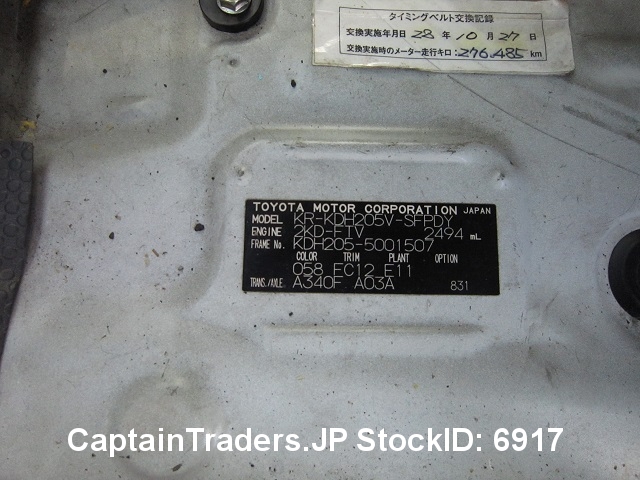 タイミングベルト交換記録
交換実施年月日 28 年 10 月 27 日
交換実施時のメーター走行キロ: 276.485 km
TOYOTA MOTOR CORPORATION JAPAN
MODEL KR-KDH205V-SFPDY
ENGINE 2KD-FTV 2494 mL
FRAME No. KDH205-5001507
COLOR TRIM PLANT OPTION
058 FC12 E11
TRANS./AXLE A340F A03A 831
CaptainTraders.JP StockID: 6917